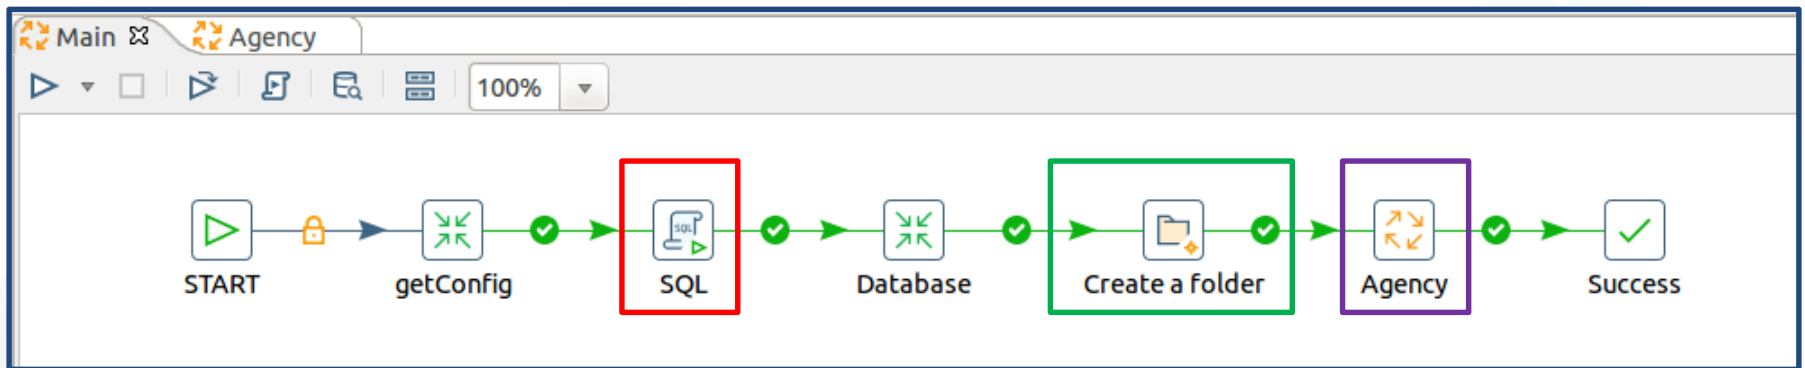 Main Agency
100%
START getConfig SQL Database Create a folder Agency Success